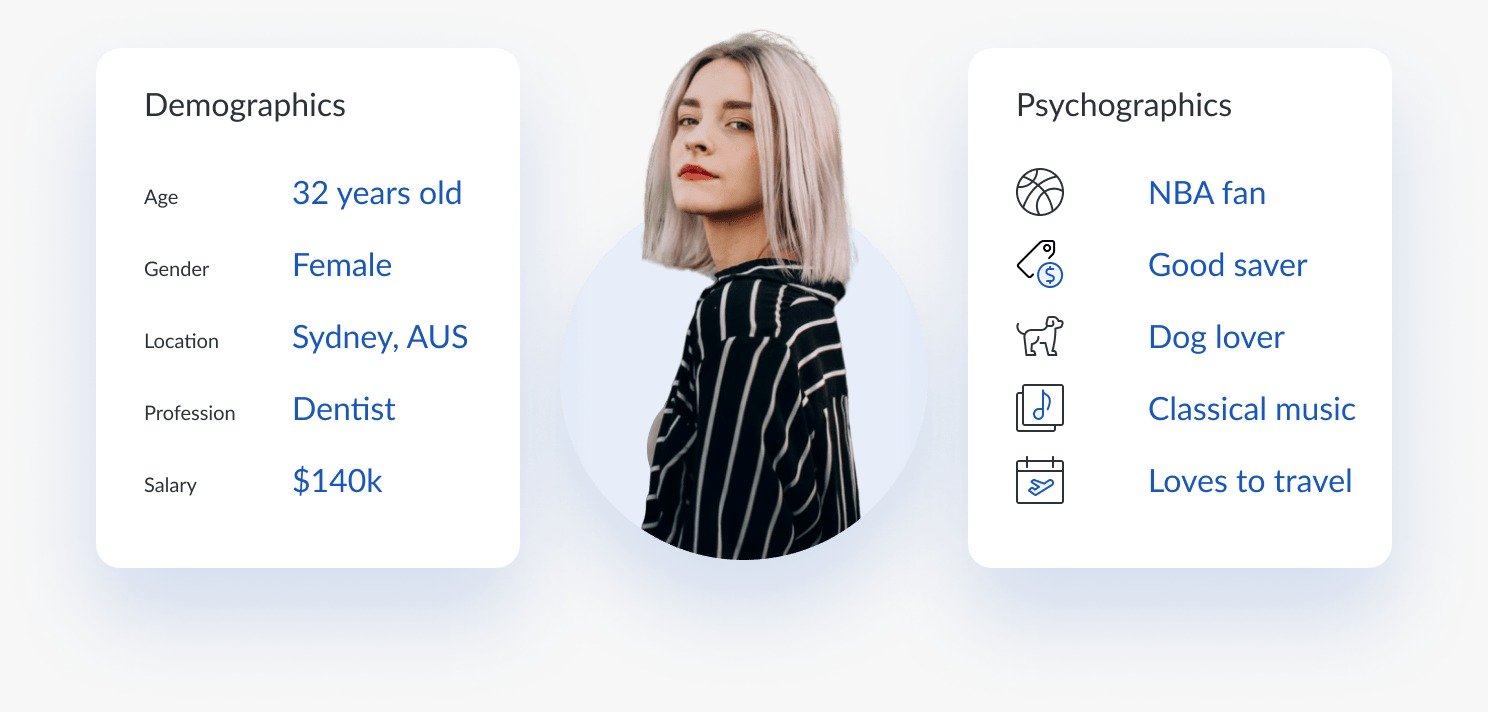 Demographics
Age 32 years old
Gender Female
Location Sydney, AUS
Profession Dentist
Salary $140k
Psychographics
NBA fan
$ Good saver
Dog lover
Classical music
Loves to travel